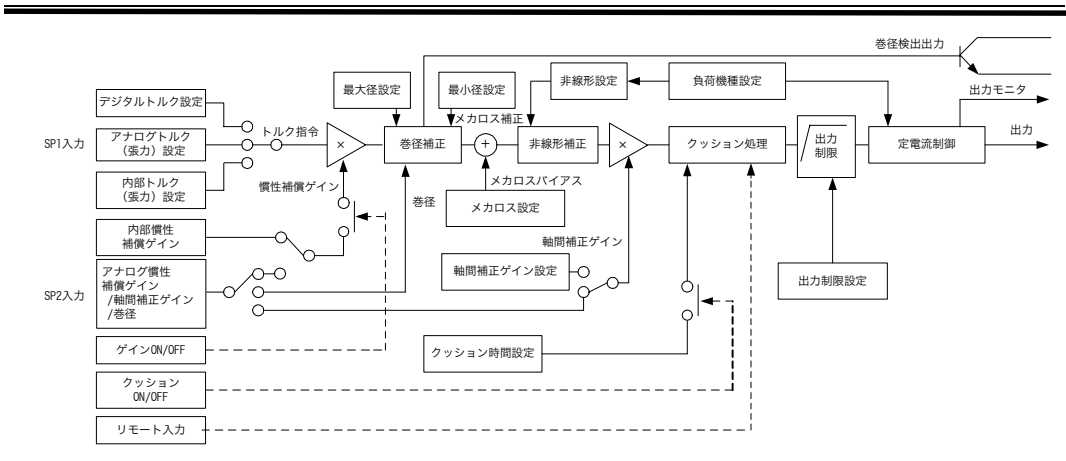 巻径検出出力
最大径設定
最小径設定
非線形設定
負荷機種設定
出力モニタ
デジタルトルク設定
メカロス補正
SP1入力
アナログトルク
(張力)設定
トルク指令
×
巻径補正
+
非線形補正
×
クッション処理
出力
制限
定電流制御
出力
内部トルク
(張力)設定
慣性補償ゲイン
巻径
メカロスバイアス
メカロス設定
内部慣性
補償ゲイン
軸間補正ゲイン
SP2入力
アナログ慣性
補償ゲイン
/軸間補正ゲイン
/巻径
軸間補正ゲイン設定
出力制限設定
ゲインON/OFF
クッション時間設定
クッション
ON/OFF
リモート入力